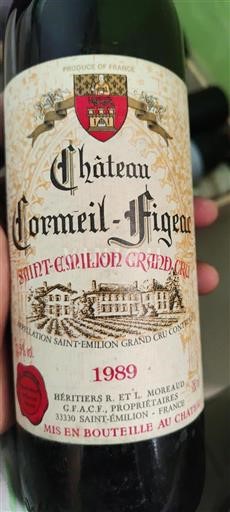 PRODUCE OF FRANCE
Château
Cormeil-Figeac
SAINT-EMILION GRAND CRU
APPELLATION SAINT-EMILION GRAND CRU CONTRÔLÉE
1989
HÉRITIERS R. ET L. MOREAUD
G.F.A.C.F., PROPRIÉTAIRES
33330 SAINT-ÉMILION - FRANCE
MIS EN BOUTEILLE AU CHÂTEAU